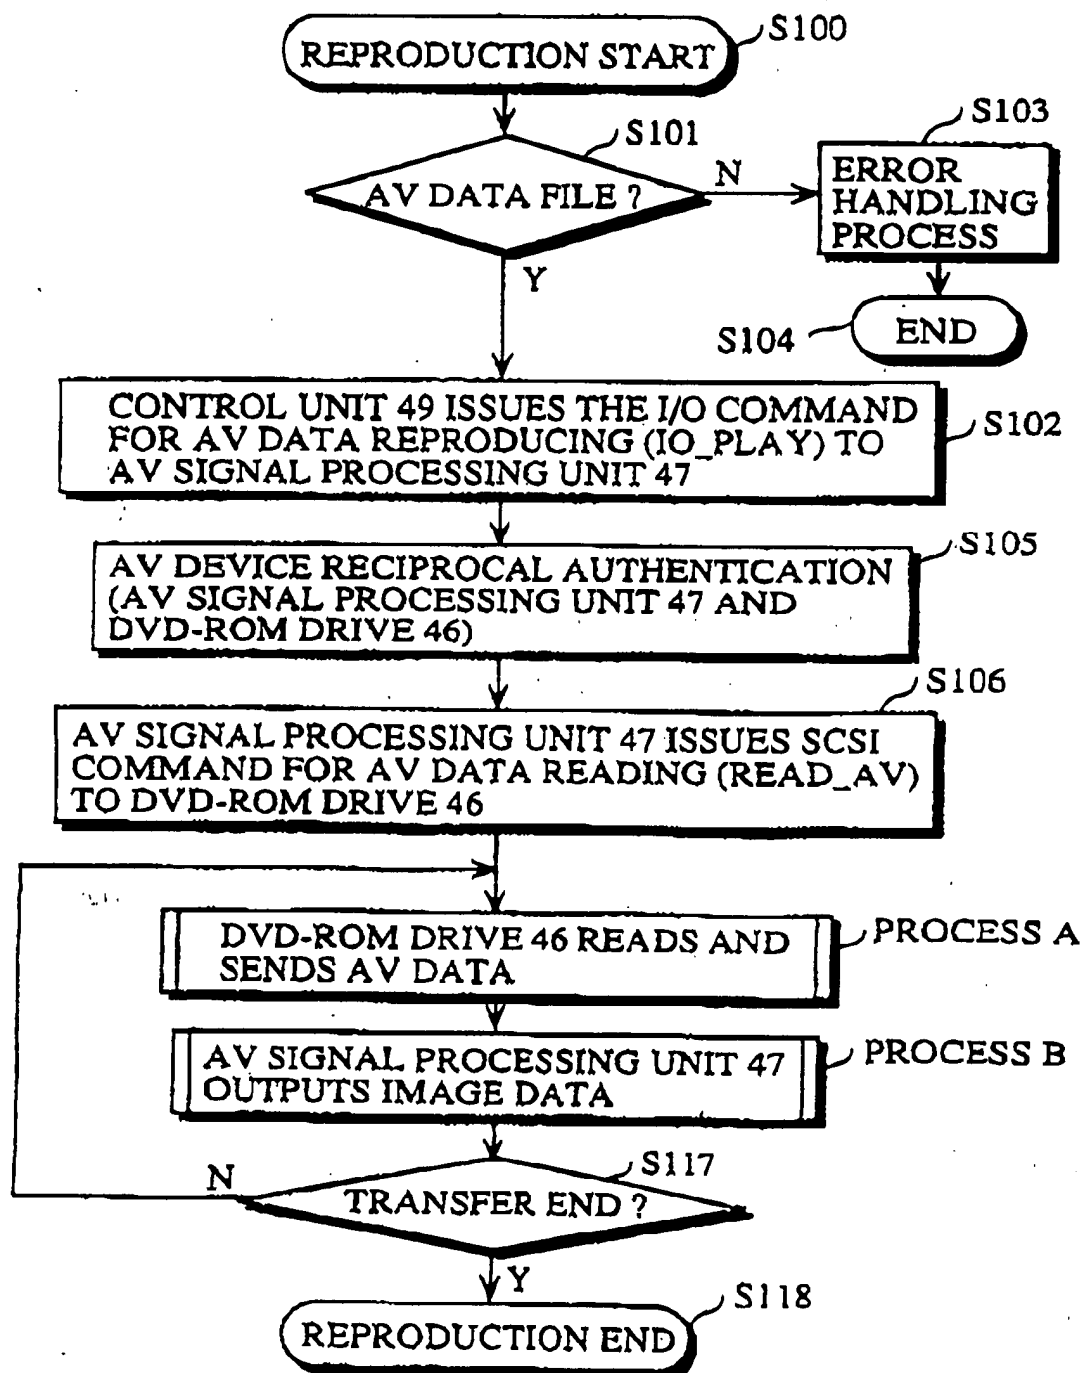 REPRODUCTION START
S100
S101
AV DATA FILE ?
N
Y
S103
ERROR
HANDLING
PROCESS
S104
END
CONTROL UNIT 49 ISSUES THE I/O COMMAND
FOR AV DATA REPRODUCING (IO_PLAY) TO
AV SIGNAL PROCESSING UNIT 47
S102
AV DEVICE RECIPROCAL AUTHENTICATION
(AV SIGNAL PROCESSING UNIT 47 AND
DVD-ROM DRIVE 46)
S105
AV SIGNAL PROCESSING UNIT 47 ISSUES SCSI
COMMAND FOR AV DATA READING (READ_AV)
TO DVD-ROM DRIVE 46
S106
DVD-ROM DRIVE 46 READS AND
SENDS AV DATA
PROCESS A
AV SIGNAL PROCESSING UNIT 47
OUTPUTS IMAGE DATA
PROCESS B
S117
TRANSFER END ?
N
Y
REPRODUCTION END
S118